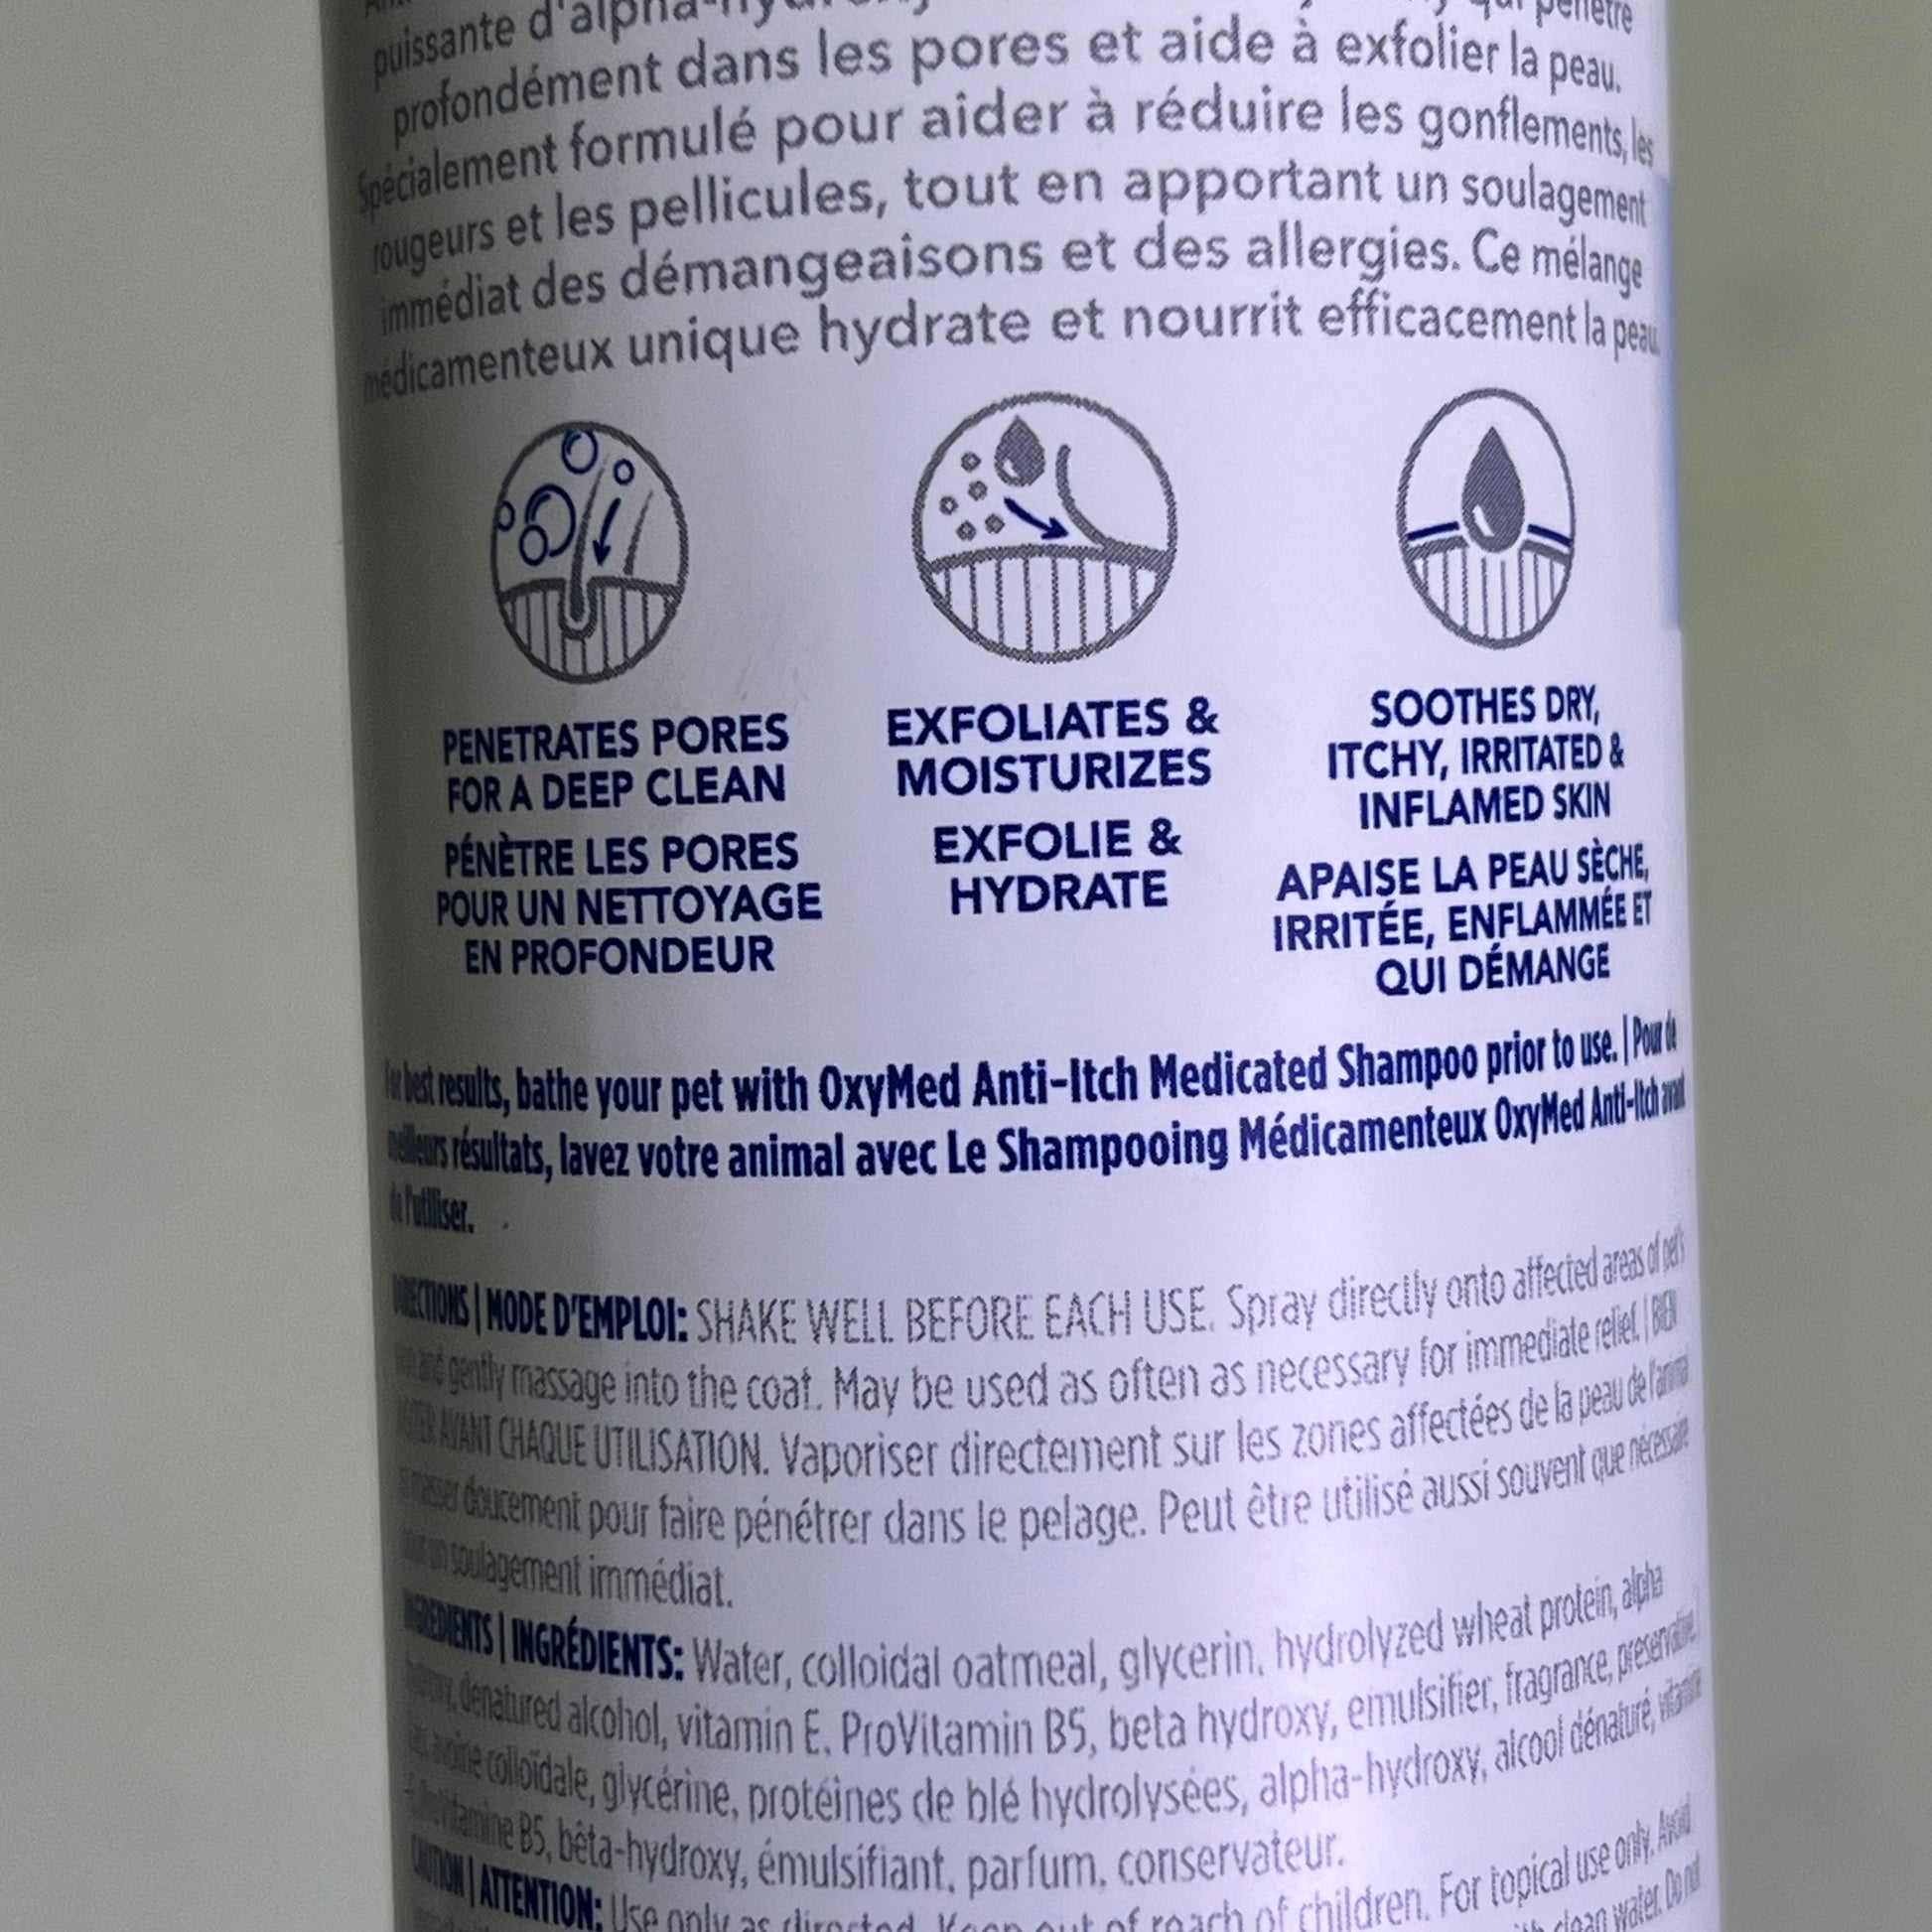 puissante d'alpha-hydroxy
pénètre
profondément dans les pores et aide à exfolier la peau.
Spécialement formulé pour aider à réduire les gonflements, les
rougeurs et les pellicules, tout en apportant un soulagement
immédiat des démangeaisons et des allergies. Ce mélange
médicamenteux unique hydrate et nourrit efficacement la peau.
PENETRATES PORES
FOR A DEEP CLEAN
PÉNÈTRE LES PORES
POUR UN NETTOYAGE
EN PROFONDEUR
EXFOLIATES &
MOISTURIZES
EXFOLIE &
HYDRATE
SOOTHES DRY,
ITCHY, IRRITATED &
INFLAMED SKIN
APAISE LA PEAU SÈCHE,
IRRITÉE, ENFLAMMÉE ET
QUI DÉMANGE
For best results, bathe your pet with OxyMed Anti-Itch Medicated Shampoo prior to use. | Pour de
meilleurs résultats, lavez votre animal avec Le Shampooing Médicamenteux OxyMed Anti-Itch avant
de l'utiliser.
DIRECTIONS | MODE D'EMPLOI: SHAKE WELL BEFORE EACH USE. Spray directly onto affected areas of pet's
skin and gently massage into the coat. May be used as often as necessary for immediate relief. | BIEN
AVANT CHAQUE UTILISATION. Vaporiser directement sur les zones affectées de la peau de l'animal
masser doucement pour faire pénétrer dans le pelage. Peut être utilisé aussi souvent que nécessaire
un soulagement immédiat.
INGREDIENTS | INGRÉDIENTS: Water, colloidal oatmeal, glycerin, hydrolyzed wheat protein, alpha
hydroxy, denatured alcohol, vitamin E, ProVitamin B5, beta hydroxy, emulsifier, fragrance, preservative. |
avoine colloïdale, glycérine, protéines de blé hydrolysées, alpha-hydroxy, alcool dénaturé, vitamine
ProVitamine B5, bêta-hydroxy, émulsifiant, parfum, conservateur.
CAUTION | ATTENTION: Use only as directed. Keep out of reach of children. For topical use only. Avoid
clean water. Do not